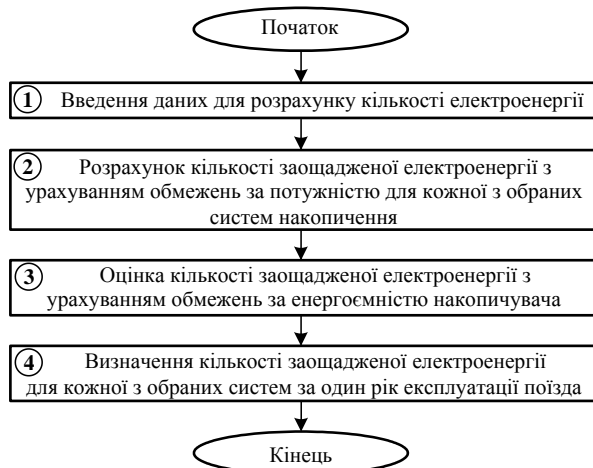 Початок
1 Введення даних для розрахунку кількості електроенергії
2 Розрахунок кількості заощадженої електроенергії з
урахуванням обмежень за потужністю для кожної з обраних
систем накопичення
3 Оцінка кількості заощадженої електроенергії з
урахуванням обмежень за енергоємністю накопичувача
4 Визначення кількості заощадженої електроенергії
для кожної з обраних систем за один рік експлуатації поїзда
Кінець